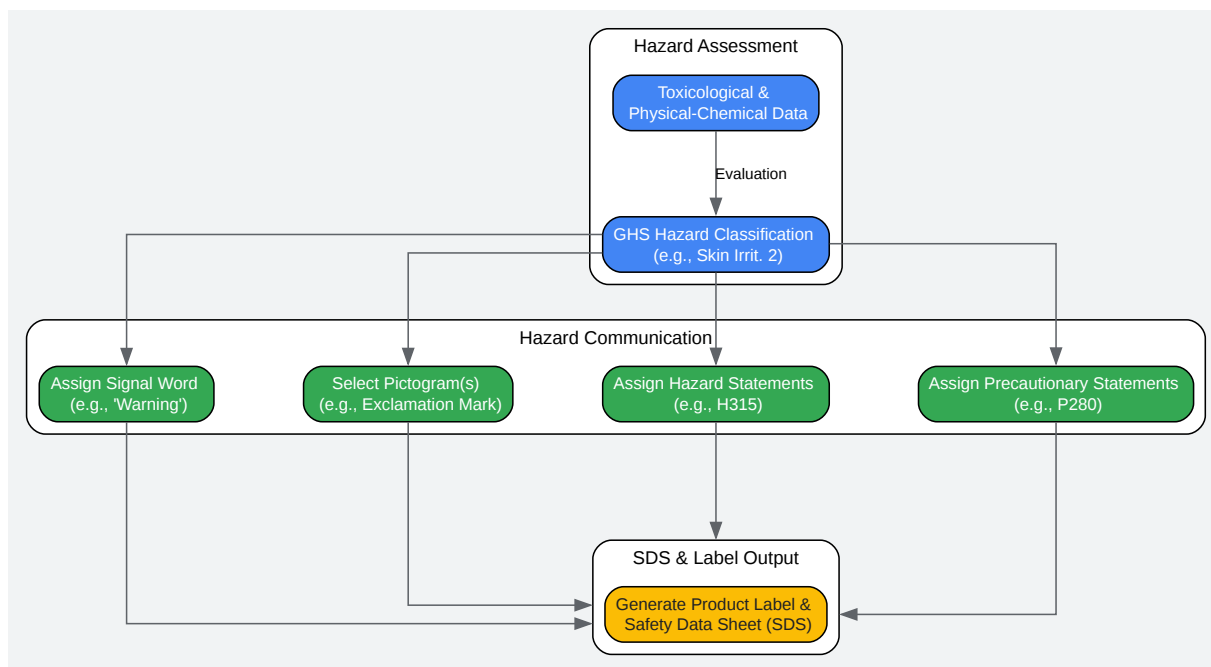 Hazard Assessment
Toxicological &
Physical-Chemical Data
Evaluation
GHS Hazard Classification
(e.g., Skin Irrit. 2)
Hazard Communication
Assign Signal Word
(e.g., 'Warning')
Select Pictogram(s)
(e.g., Exclamation Mark)
Assign Hazard Statements
(e.g., H315)
Assign Precautionary Statements
(e.g., P280)
SDS & Label Output
Generate Product Label &
Safety Data Sheet (SDS)